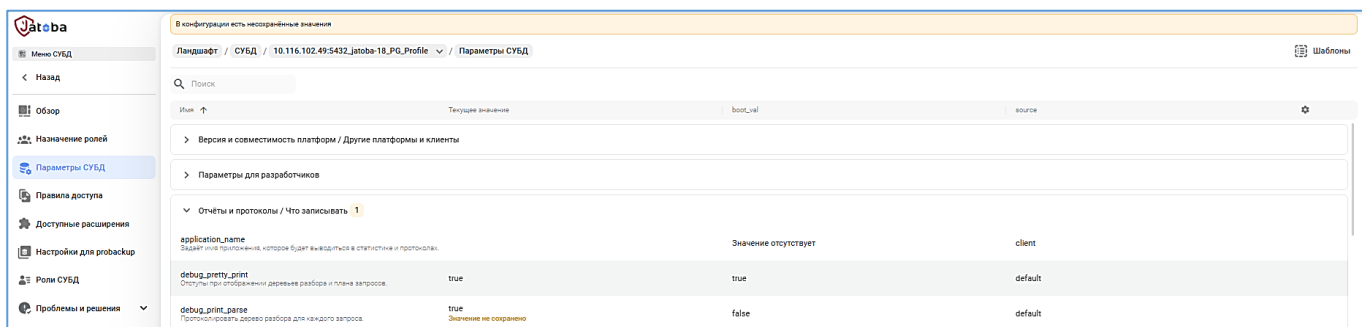 Jatoba
В конфигурации есть несохранённые значения
Меню СУБД
Ландшафт / СУБД / 10.116.102.49:5432_jatoba-18_PG_Profile / Параметры СУБД
Шаблоны
Назад
Поиск
Имя ↑ Текущее значение boot_val source
Обзор
Назначение ролей
Параметры СУБД
Правила доступа
Доступные расширения
Настройки для probackup
Роли СУБД
Проблемы и решения
Версия и совместимость платформ / Другие платформы и клиенты
Параметры для разработчиков
Отчёты и протоколы / Что записывать 1
application_name Значение отсутствует client
Задаёт имя приложения, которое будет выводиться в статистике и протоколах.
debug_pretty_print true true default
Отступы при отображении деревьев разбора и плана запросов.
debug_print_parse true false default
Протоколировать дерево разбора для каждого запроса. Значение не сохранено